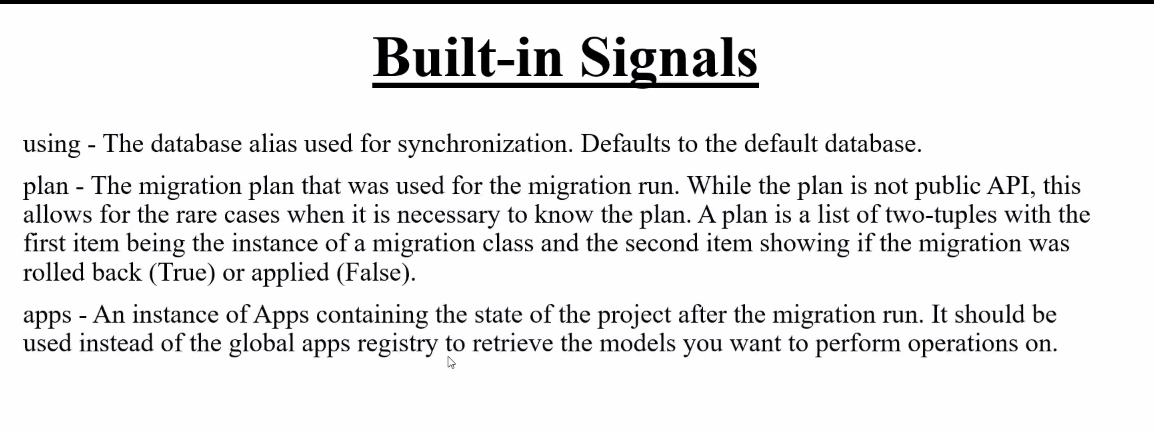 Built-in Signals
using - The database alias used for synchronization. Defaults to the default database.
plan - The migration plan that was used for the migration run. While the plan is not public API, this
allows for the rare cases when it is necessary to know the plan. A plan is a list of two-tuples with the
first item being the instance of a migration class and the second item showing if the migration was
rolled back (True) or applied (False).
apps - An instance of Apps containing the state of the project after the migration run. It should be
used instead of the global apps registry to retrieve the models you want to perform operations on.